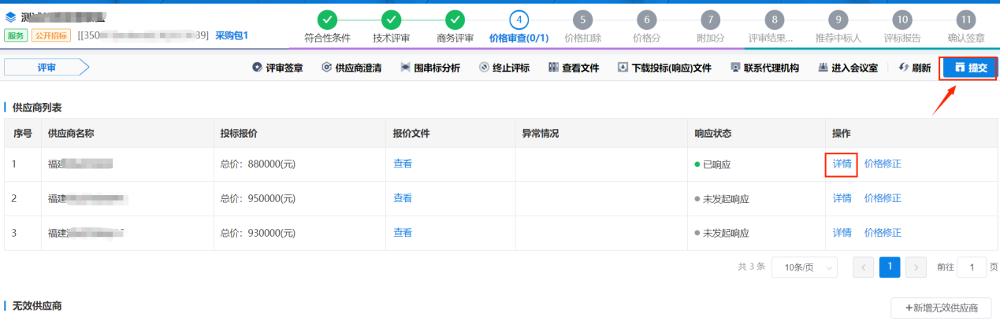 测试
服务 公开招标 [[350 39] 采购包1
4 5 6 7 8 9 10 11
符合性条件 技术评审 商务评审 价格审查(0/1) 价格扣除 价格分 附加分 评审结果... 推荐中标人 评标报告 确认签章
评审 评审签章 供应商澄清 围串标分析 终止评标 查看文件 下载投标(响应)文件 联系代理机构 进入会议室 刷新 提交
供应商列表
序号 供应商名称 投标报价 报价文件 异常情况 响应状态 操作
1 福建 总价：880000(元) 查看 已响应 详情 价格修正
2 福建 总价：950000(元) 查看 未发起响应 详情 价格修正
3 福建 总价：930000(元) 查看 未发起响应 详情 价格修正
共 3 条 10条/页 < 1 > 前往 1 页
无效供应商 +新增无效供应商